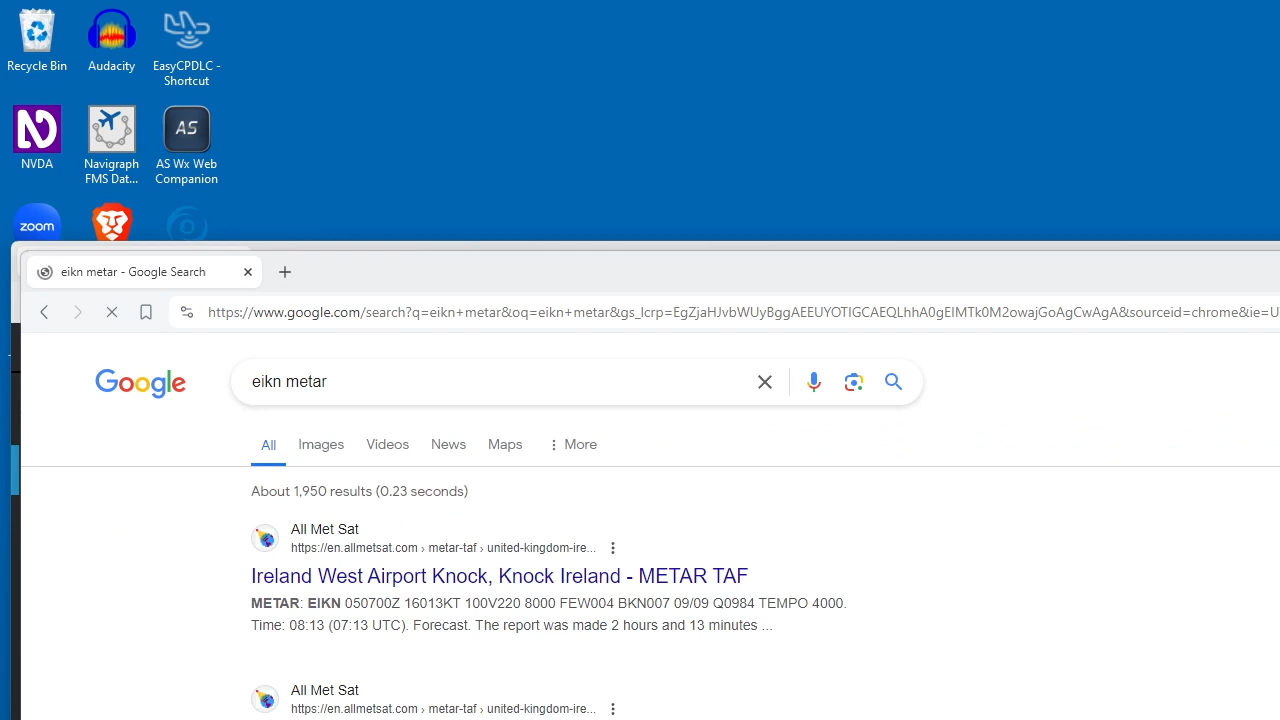 Recycle Bin
Audacity
EasyCPDLC -
Shortcut
NVDA
Navigraph
FMS Dat...
AS
AS Wx Web
Companion
zoom
eikn metar - Google Search
https://www.google.com/search?q=eikn+metar&oq=eikn+metar&gs_lcrp=EgZjaHJvbWUyBggAEEUYOTIGCAEQLhhA0gEIMTk0M2owajGoAgCwAgA&sourceid=chrome&ie=U
Google
eikn metar
All
Images
Videos
News
Maps
More
About 1,950 results (0.23 seconds)
All Met Sat
https://en.allmetsat.com › metar-taf › united-kingdom-ire...
Ireland West Airport Knock, Knock Ireland - METAR TAF
METAR: EIKN 050700Z 16013KT 100V220 8000 FEW004 BKN007 09/09 Q0984 TEMPO 4000.
Time: 08:13 (07:13 UTC). Forecast. The report was made 2 hours and 13 minutes ...
All Met Sat
https://en.allmetsat.com › metar-taf › united-kingdom-ire...